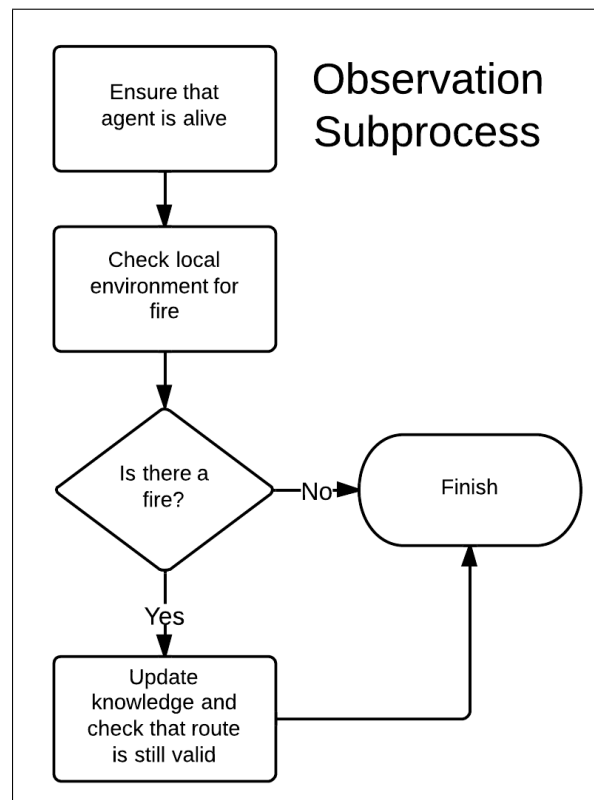 Observation
Subprocess
Ensure that
agent is alive
Check local
environment for
fire
Is there a
fire?
No
Finish
Yes
Update
knowledge and
check that route
is still valid